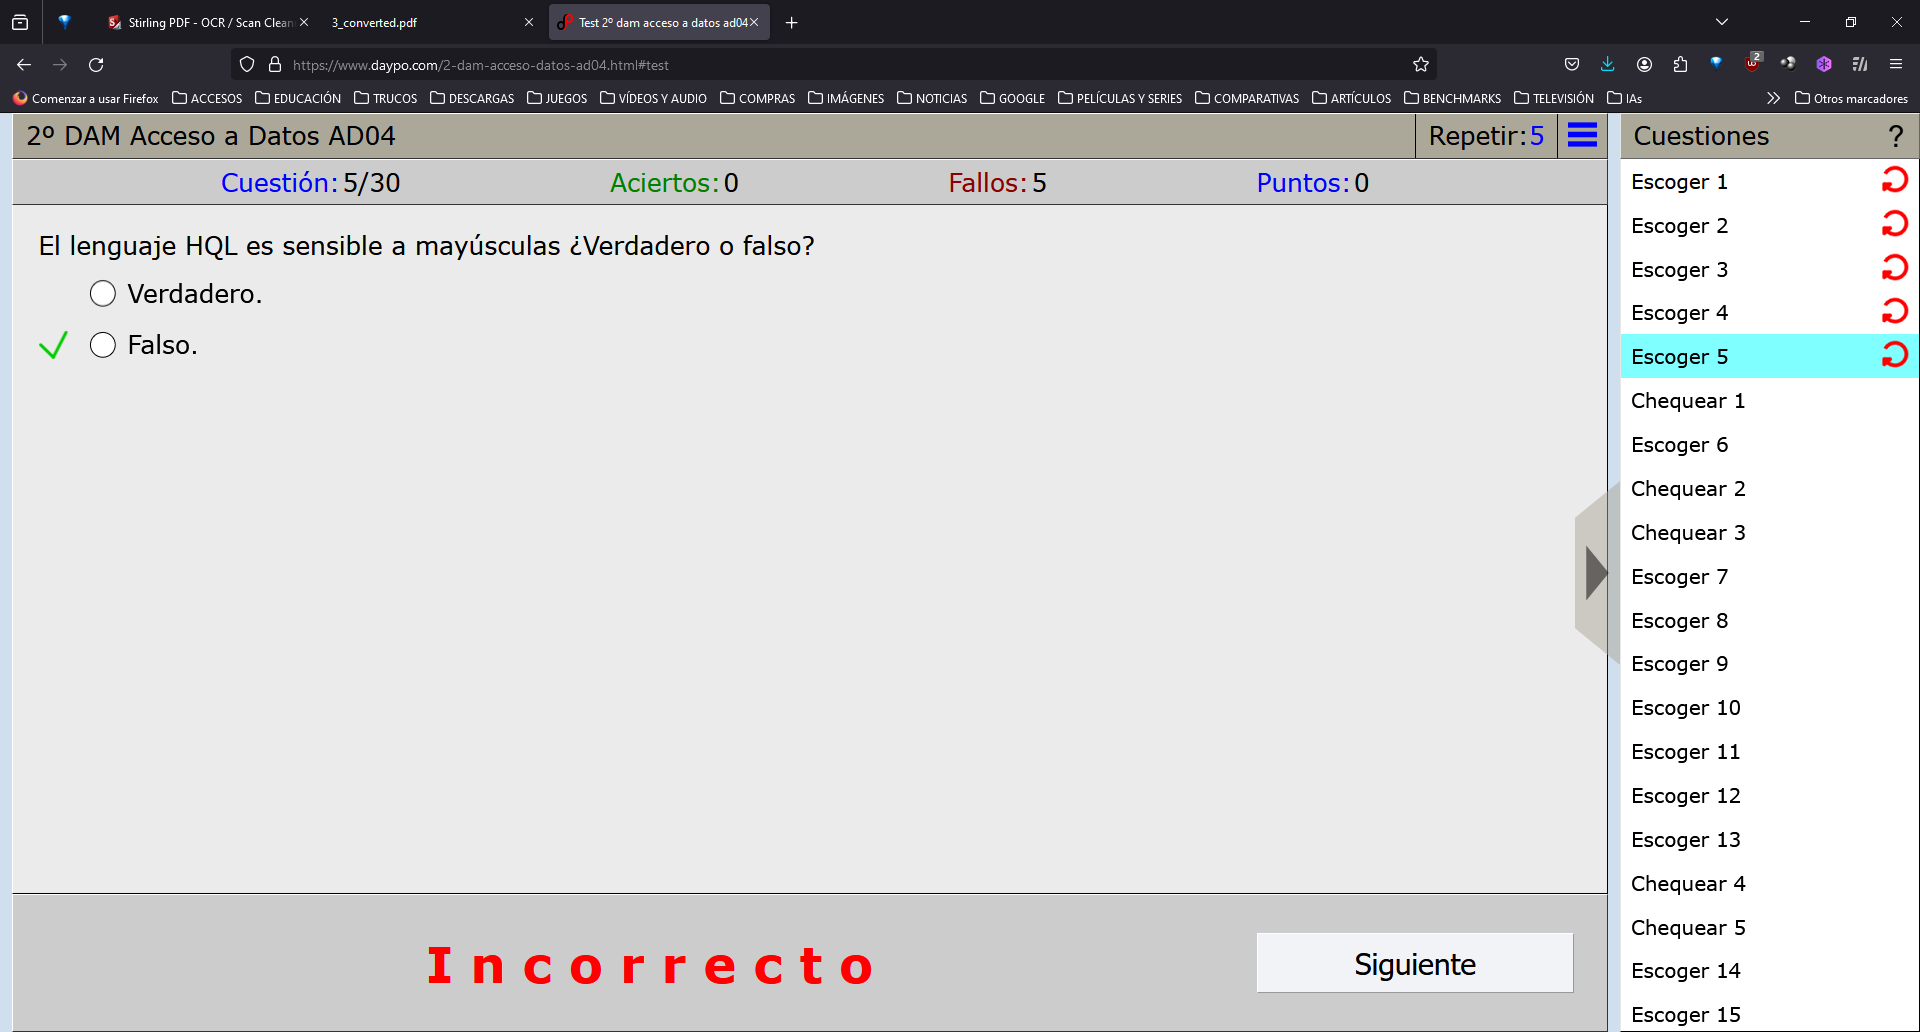 Stirling PDF - OCR / Scan Clean
3_converted.pdf
Test 2º dam acceso a datos ad04
https://www.daypo.com/2-dam-acceso-datos-ad04.html#test
2
Comenzar a usar Firefox
ACCESOS
EDUCACIÓN
TRUCOS
DESCARGAS
JUEGOS
VÍDEOS Y AUDIO
COMPRAS
IMÁGENES
NOTICIAS
GOOGLE
PELÍCULAS Y SERIES
COMPARATIVAS
ARTÍCULOS
BENCHMARKS
TELEVISIÓN
IAs
Otros marcadores
2º DAM Acceso a Datos AD04
Repetir:5
Cuestión:5/30
Aciertos:0
Fallos:5
Puntos:0
El lenguaje HQL es sensible a mayúsculas ¿Verdadero o falso?
Verdadero.
Falso.
Incorrecto
Siguiente
Cuestiones
?
Escoger 1
Escoger 2
Escoger 3
Escoger 4
Escoger 5
Chequear 1
Escoger 6
Chequear 2
Chequear 3
Escoger 7
Escoger 8
Escoger 9
Escoger 10
Escoger 11
Escoger 12
Escoger 13
Chequear 4
Chequear 5
Escoger 14
Escoger 15